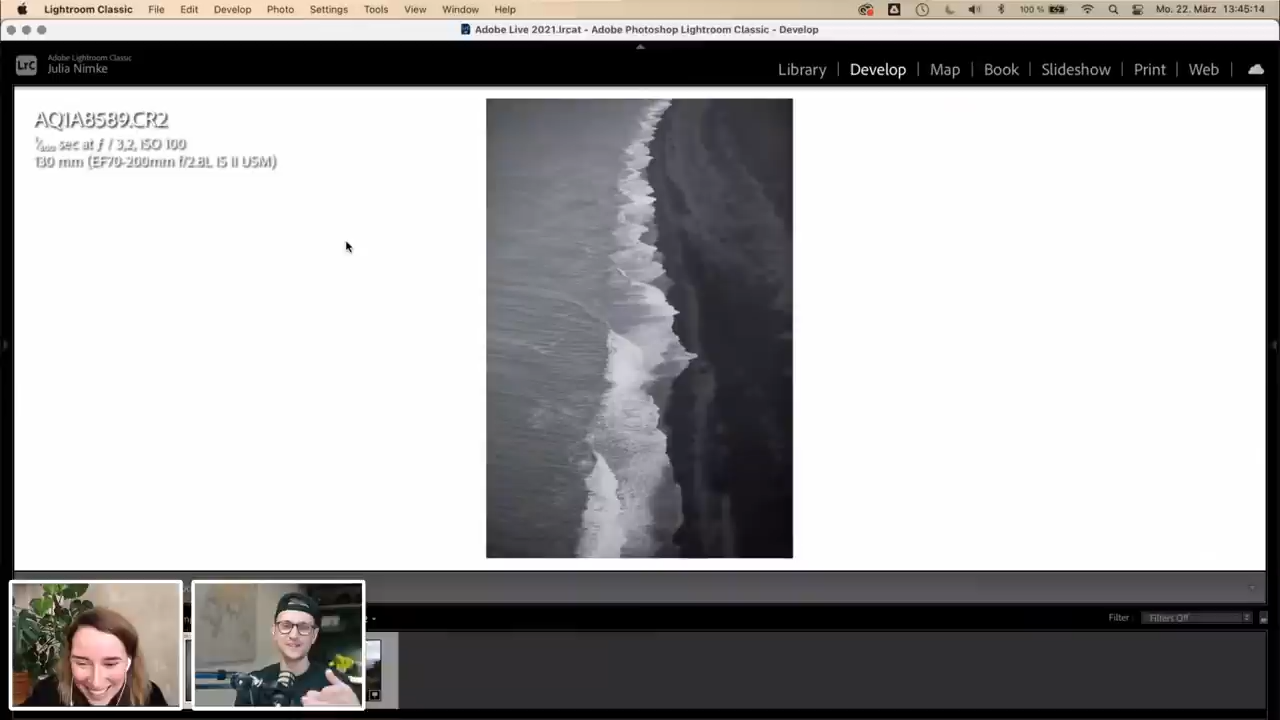 Lightroom Classic File Edit Develop Photo Settings Tools View Window Help 100 % Mo. 22. März 13:45:14
Adobe Live 2021.lrcat - Adobe Photoshop Lightroom Classic - Develop
LrC
Adobe Lightroom Classic
Julia Nimke
Library | Develop | Map | Book | Slideshow | Print | Web
AQ1A8589.CR2
sec at ƒ / 3,2, ISO 100
130 mm (EF70-200mm f/2.8L IS II USM)
Filter Filters Off